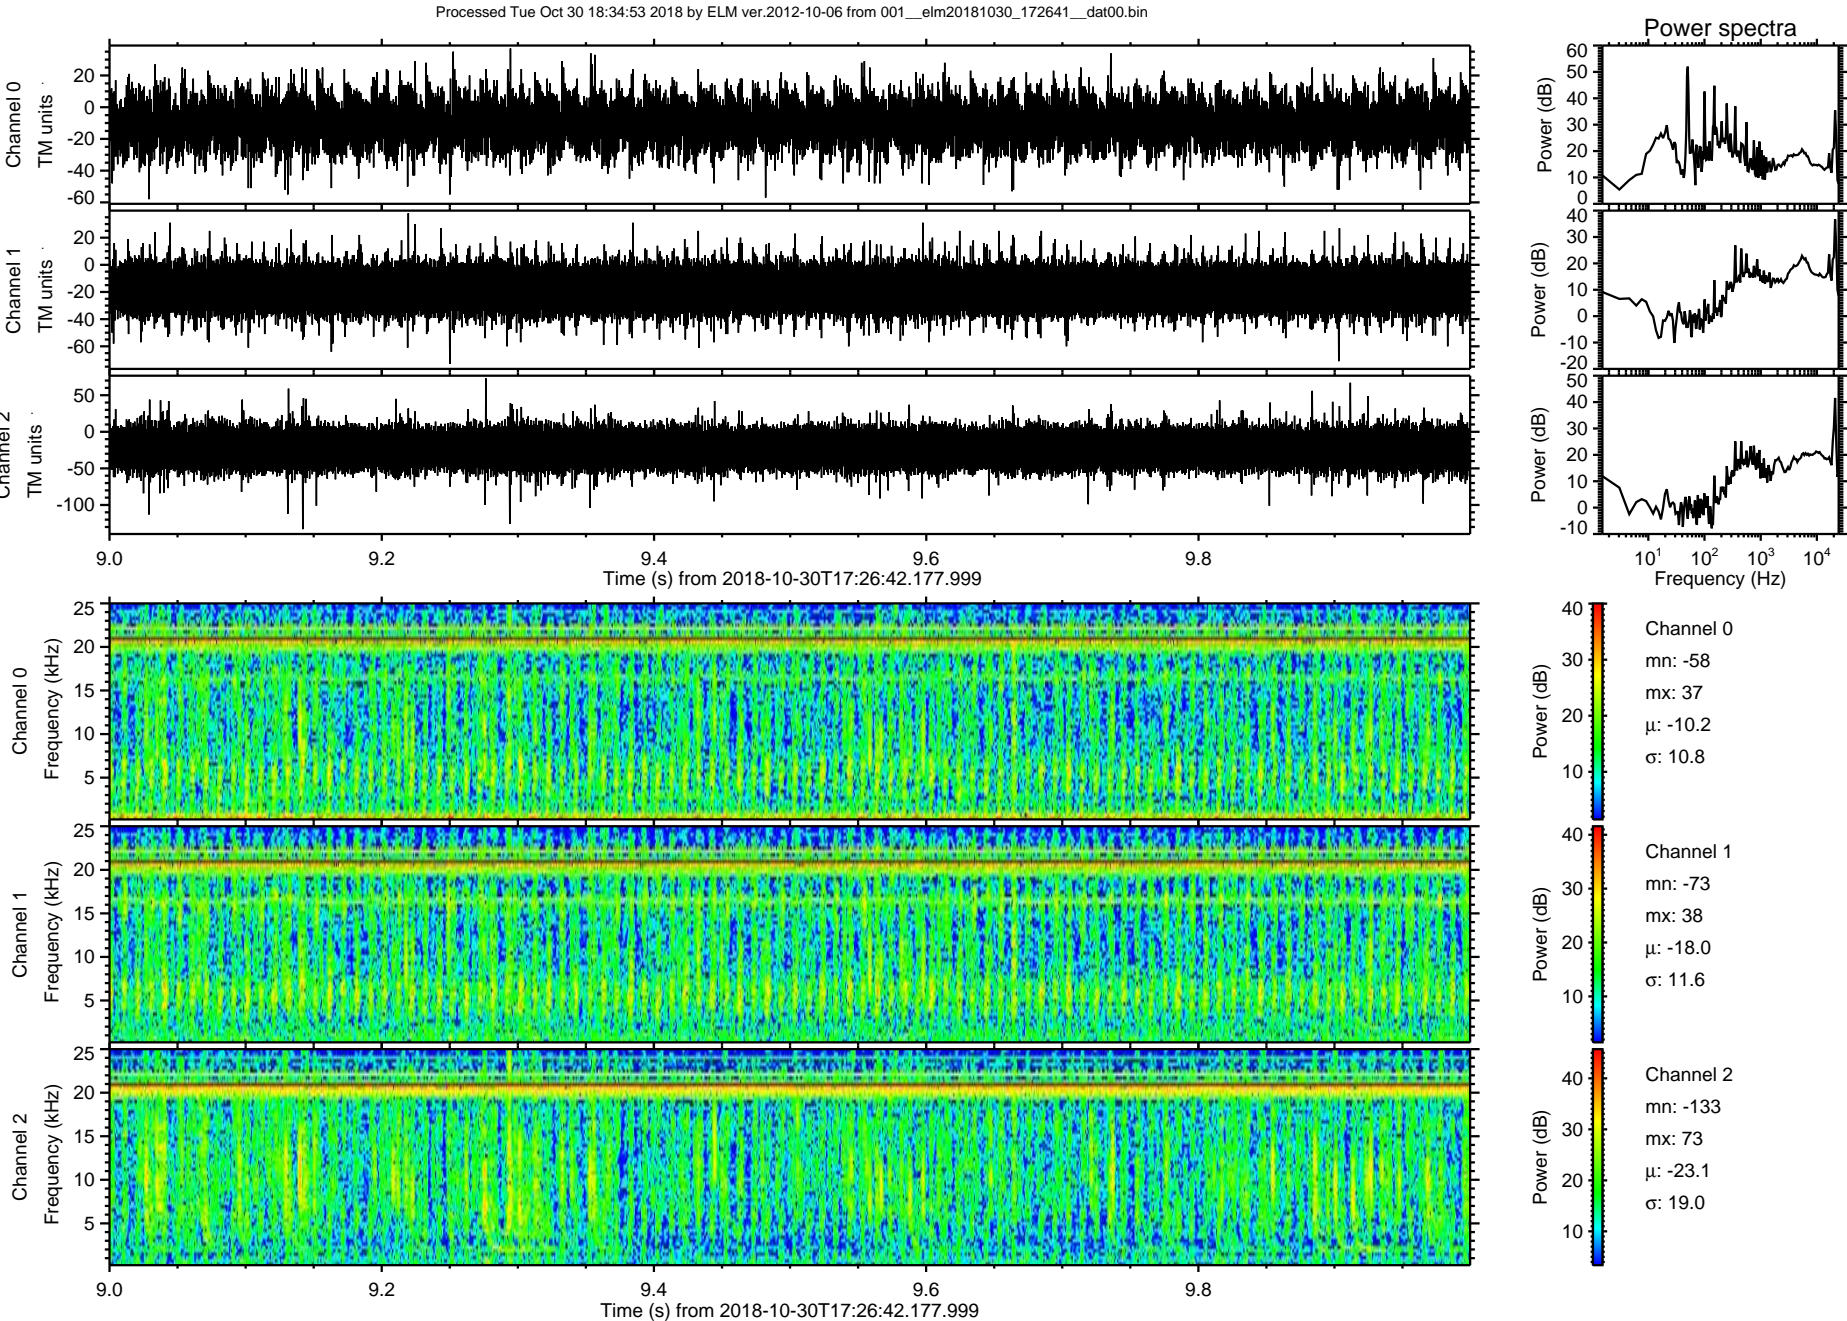 Processed Tue Oct 30 18:34:53 2018 by ELM ver.2012-10-06 from 001__elm20181030_172641__dat00.bin
Power spectra
Channel 0
TM units
20
0
-20
-40
-60
Power (dB)
60
50
40
30
20
10
0
Channel 1
TM units
20
0
-20
-40
-60
Power (dB)
40
30
20
10
0
-10
-20
Channel 2
TM units
50
0
-50
-100
Power (dB)
50
40
30
20
10
0
-10
9.0 9.2 9.4 9.6 9.8
Time (s) from 2018-10-30T17:26:42.177.999
10¹ 10² 10³ 10⁴
Frequency (Hz)
Channel 0
Frequency (kHz)
25
20
15
10
5
Power (dB)
40
30
20
10
Channel 0
mn: -58
mx: 37
μ: -10.2
σ: 10.8
Channel 1
Frequency (kHz)
25
20
15
10
5
Power (dB)
40
30
20
10
Channel 1
mn: -73
mx: 38
μ: -18.0
σ: 11.6
Channel 2
Frequency (kHz)
25
20
15
10
5
Power (dB)
40
30
20
10
Channel 2
mn: -133
mx: 73
μ: -23.1
σ: 19.0
9.0 9.2 9.4 9.6 9.8
Time (s) from 2018-10-30T17:26:42.177.999